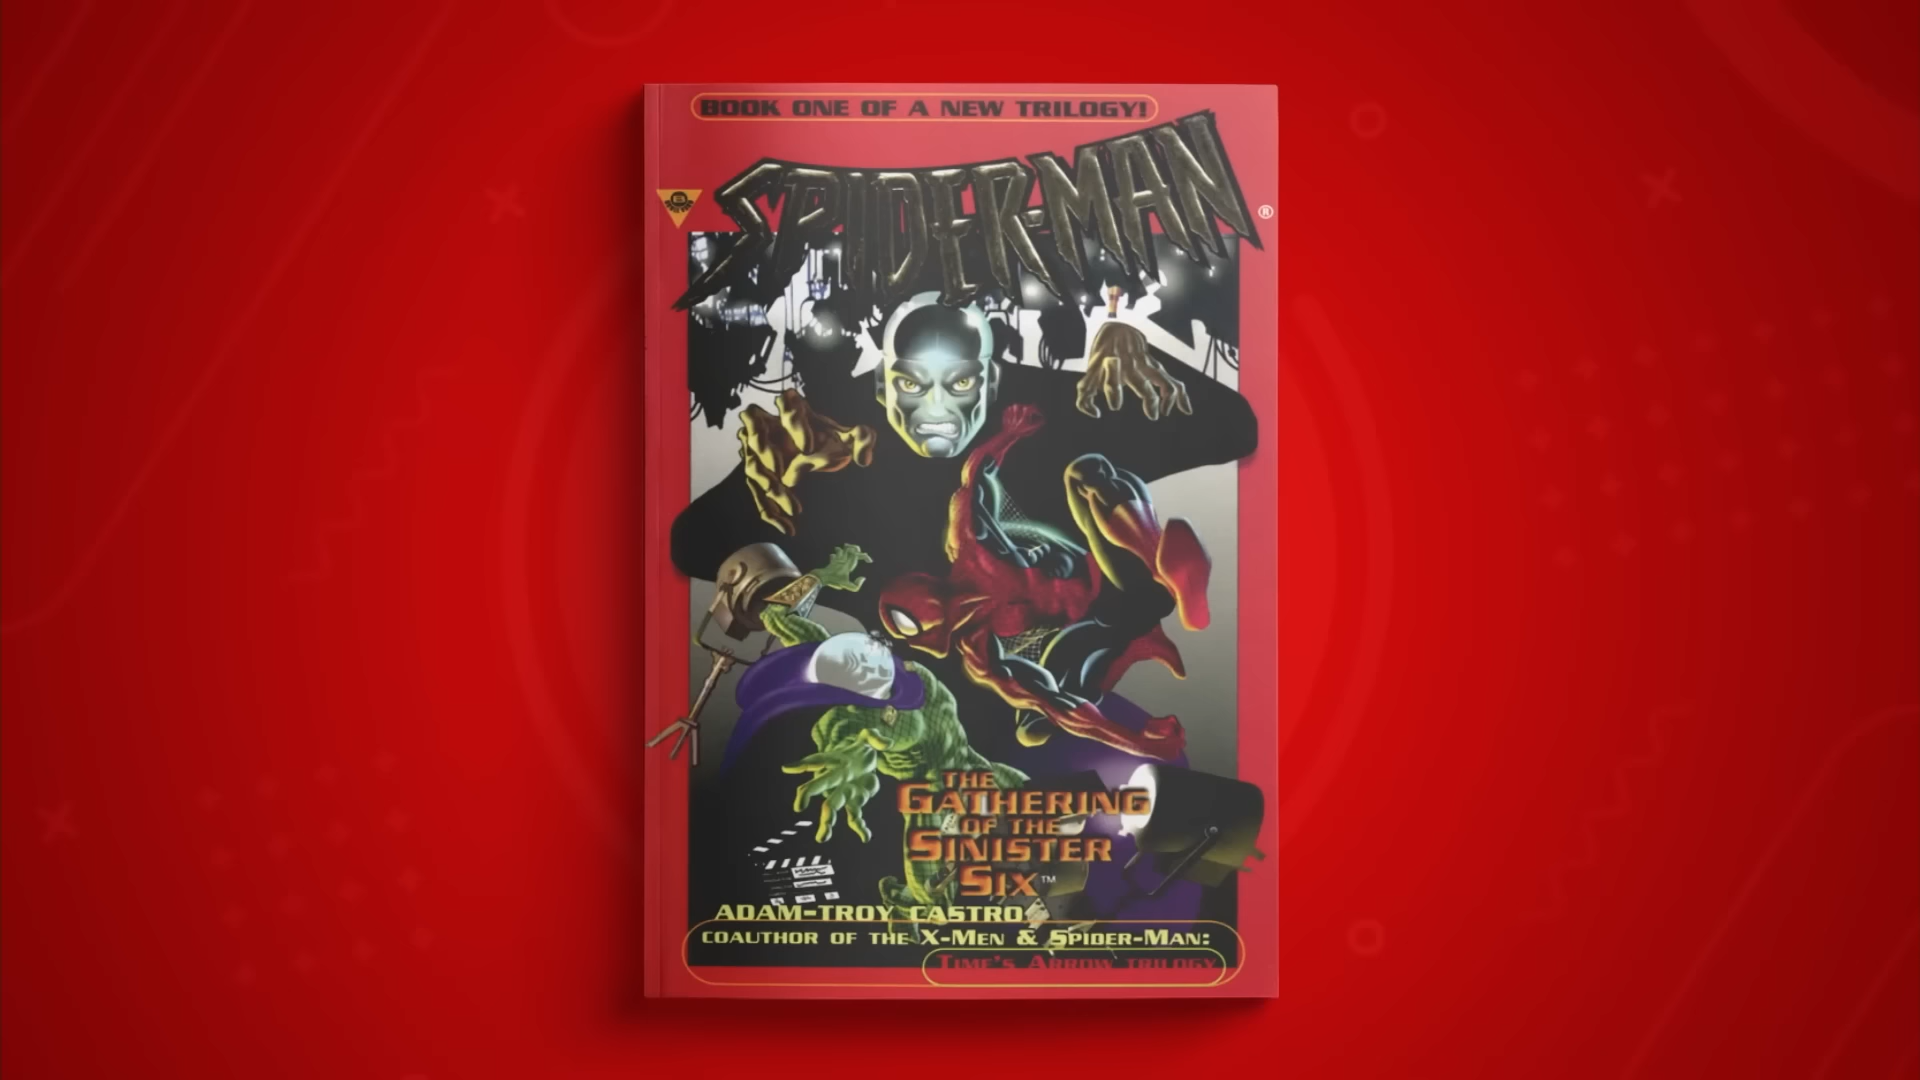 BOOK ONE OF A NEW TRILOGY!
SPIDER-MAN®
THE
GATHERING
OF THE
SINISTER
SIX™
ADAM-TROY CASTRO
COAUTHOR OF THE X-MEN & SPIDER-MAN:
TIME'S ARROW TRILOGY